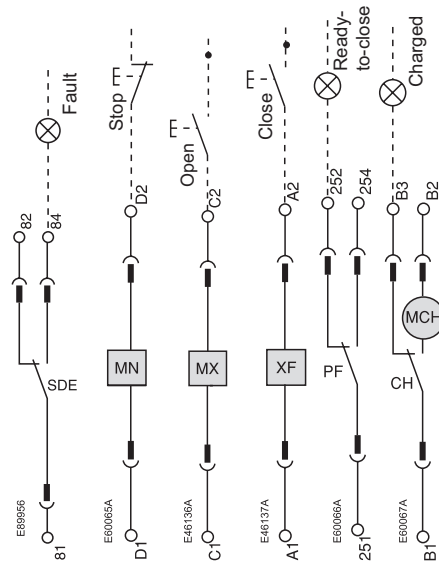 Fault
Stop
Open
Close
Ready-
to-close
Charged
82
84
D2
C2
A2
252
254
B3
B2
SDE
MN
MX
XF
PF
CH
MCH
E89956
E60065A
E46136A
E46137A
E60066A
E60067A
81
D1
C1
A1
251
B1